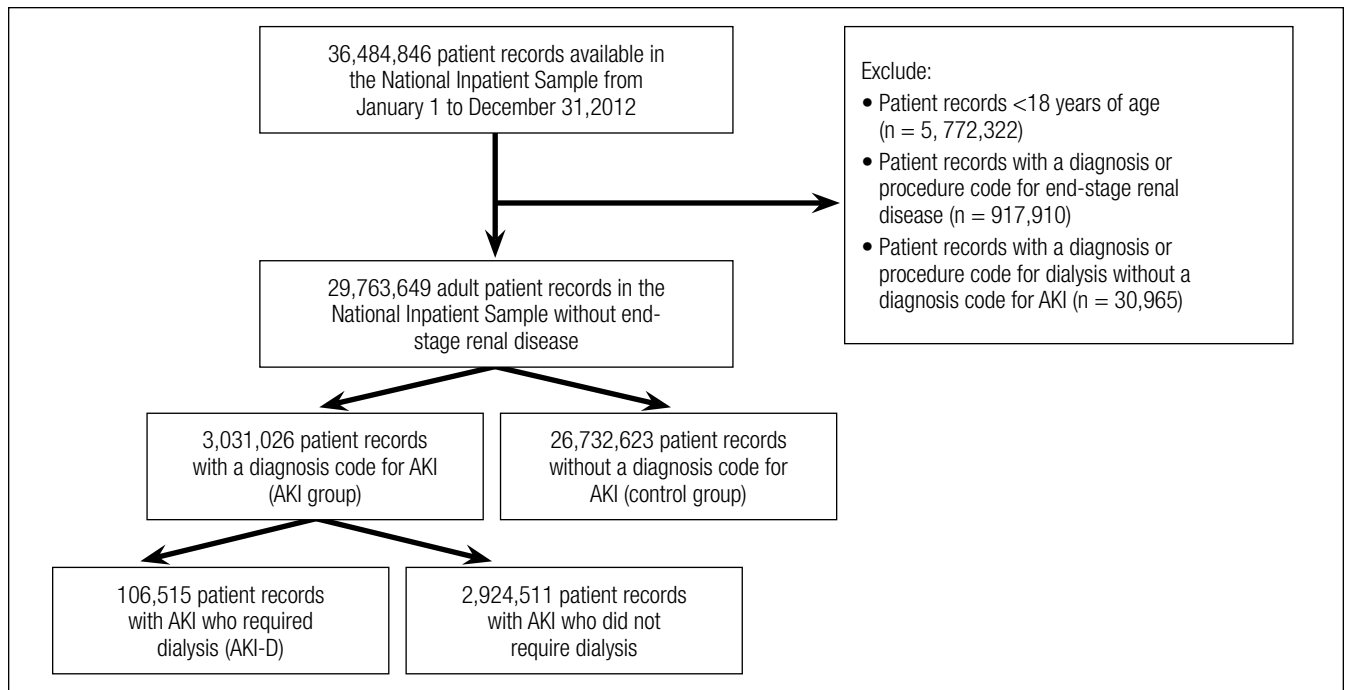 36,484,846 patient records available in
the National Inpatient Sample from
January 1 to December 31,2012
Exclude:
• Patient records <18 years of age
(n = 5, 772,322)
• Patient records with a diagnosis or
procedure code for end-stage renal
disease (n = 917,910)
• Patient records with a diagnosis or
procedure code for dialysis without a
diagnosis code for AKI (n = 30,965)
29,763,649 adult patient records in the
National Inpatient Sample without end-
stage renal disease
3,031,026 patient records
with a diagnosis code for AKI
(AKI group)
26,732,623 patient records
without a diagnosis code for
AKI (control group)
106,515 patient records
with AKI who required
dialysis (AKI-D)
2,924,511 patient records
with AKI who did not
require dialysis